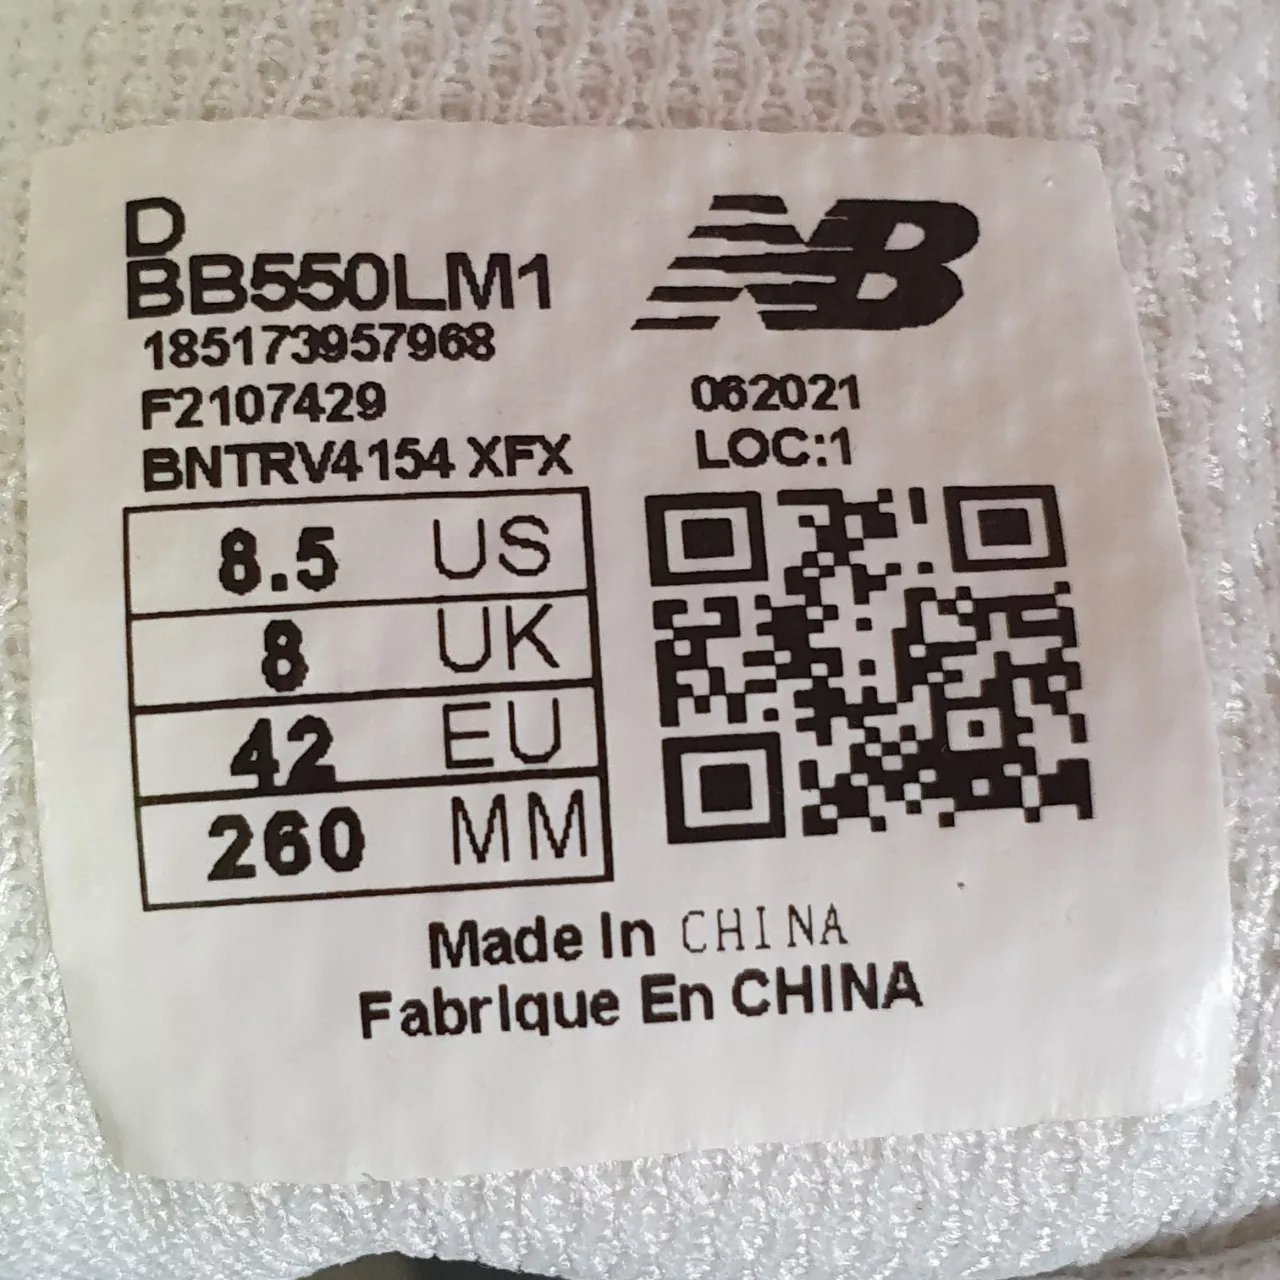 D
BB550LM1
185173957968
F2107429
BNTRV4154 XFX
NB
062021
LOC:1
8.5 US
8 UK
42 EU
260 MM
Made In CHINA
Fabrique En CHINA